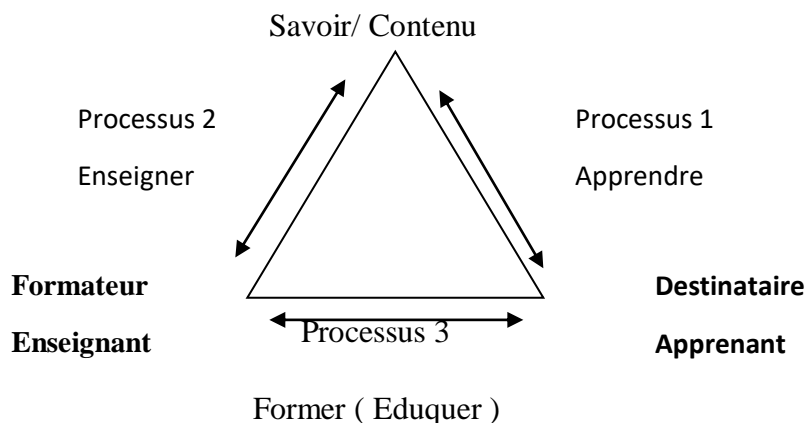 Savoir/ Contenu
Processus 2
Processus 1
Enseigner
Apprendre
Formateur
Destinataire
Enseignant
Processus 3
Apprenant
Former ( Eduquer )